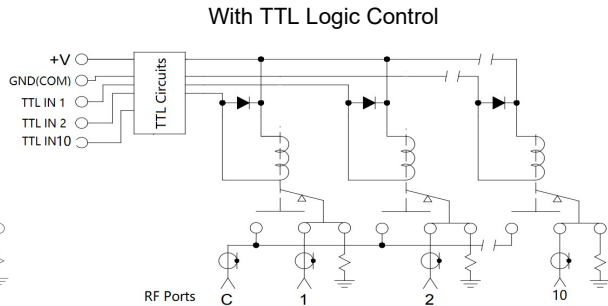 With TTL Logic Control
+V
GND(COM)
TTL IN 1
TTL IN 2
TTL IN10
TTL Circuits
RF Ports C 1 2 10